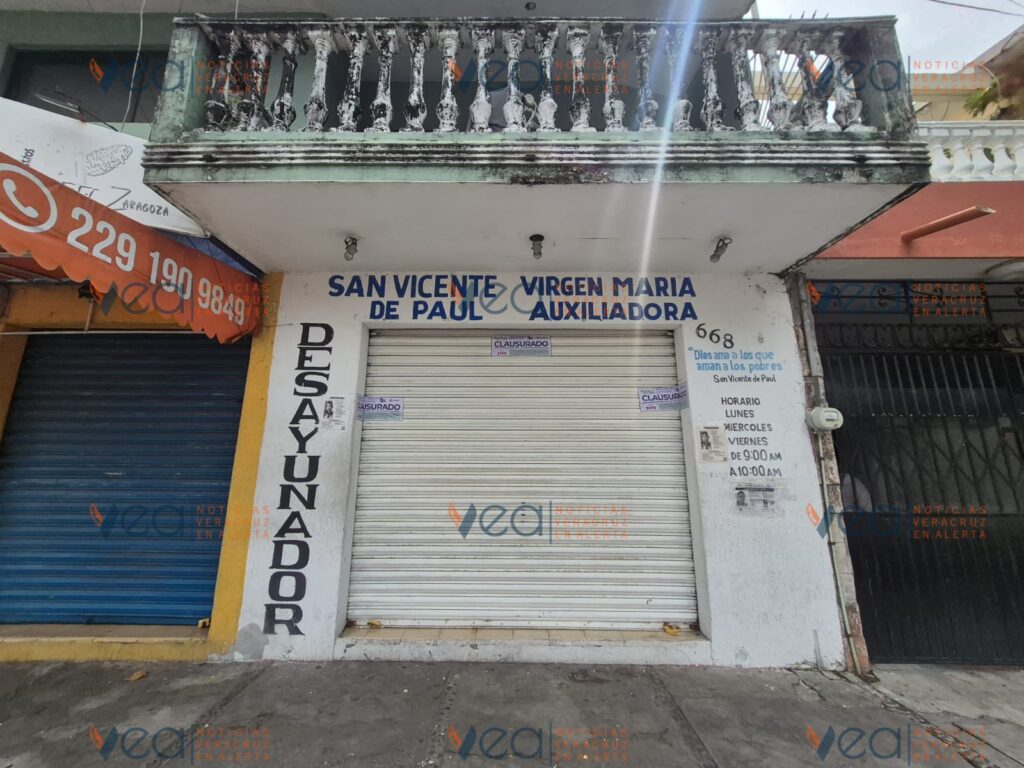 ZARAGOZA
229 190 9849
SAN VICENTE
DE PAUL
VIRGEN MARIA
AUXILIADORA
DESAYUNADOR
CLAUSURADO
CLAUSURADO
CLAUSURADO
668
"Dios ama a los que
aman a los pobres"
San Vicente de Paul
HORARIO
LUNES
MIERCOLES
VIERNES
DE 9:00 AM
A 10:00 AM
vea NOTICIAS
VERACRUZ
EN ALERTA